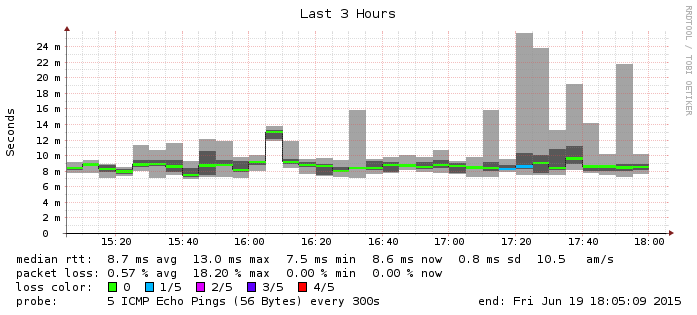 Last 3 Hours
RRDTOOL / TOBI OETIKER
Seconds
24 m
22 m
20 m
18 m
16 m
14 m
12 m
10 m
8 m
6 m
4 m
2 m
0
15:20 15:40 16:00 16:20 16:40 17:00 17:20 17:40 18:00
median rtt: 8.7 ms avg 13.0 ms max 7.5 ms min 8.6 ms now 0.8 ms sd 10.5 am/s
packet loss: 0.57 % avg 18.20 % max 0.00 % min 0.00 % now
loss color: 0 1/5 2/5 3/5 4/5
probe: 5 ICMP Echo Pings (56 Bytes) every 300s end: Fri Jun 19 18:05:09 2015